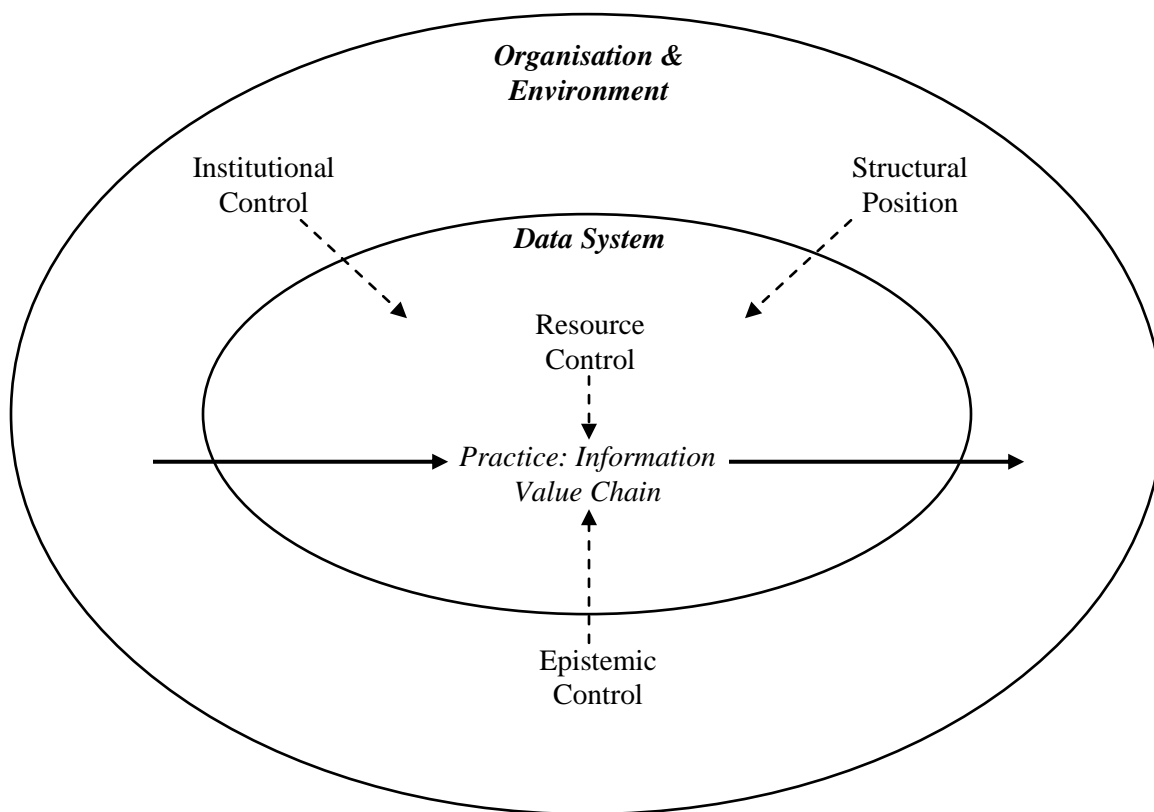 Organisation &
Environment
Institutional
Control
Structural
Position
Data System
Resource
Control
Practice: Information
Value Chain
Epistemic
Control